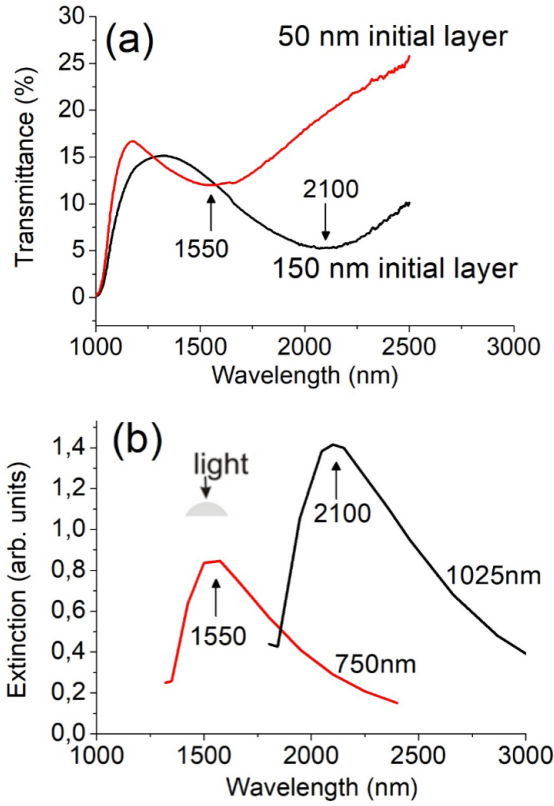 (a)
50 nm initial layer
30
25
20
15
10
5
0
Transmittance (%)
2100
1550
150 nm initial layer
1000 1500 2000 2500 3000
Wavelength (nm)
(b)
light
1,4
1,2
1,0
0,8
0,6
0,4
0,2
0,0
Extinction (arb. units)
2100
1550
1025nm
750nm
1000 1500 2000 2500 3000
Wavelength (nm)